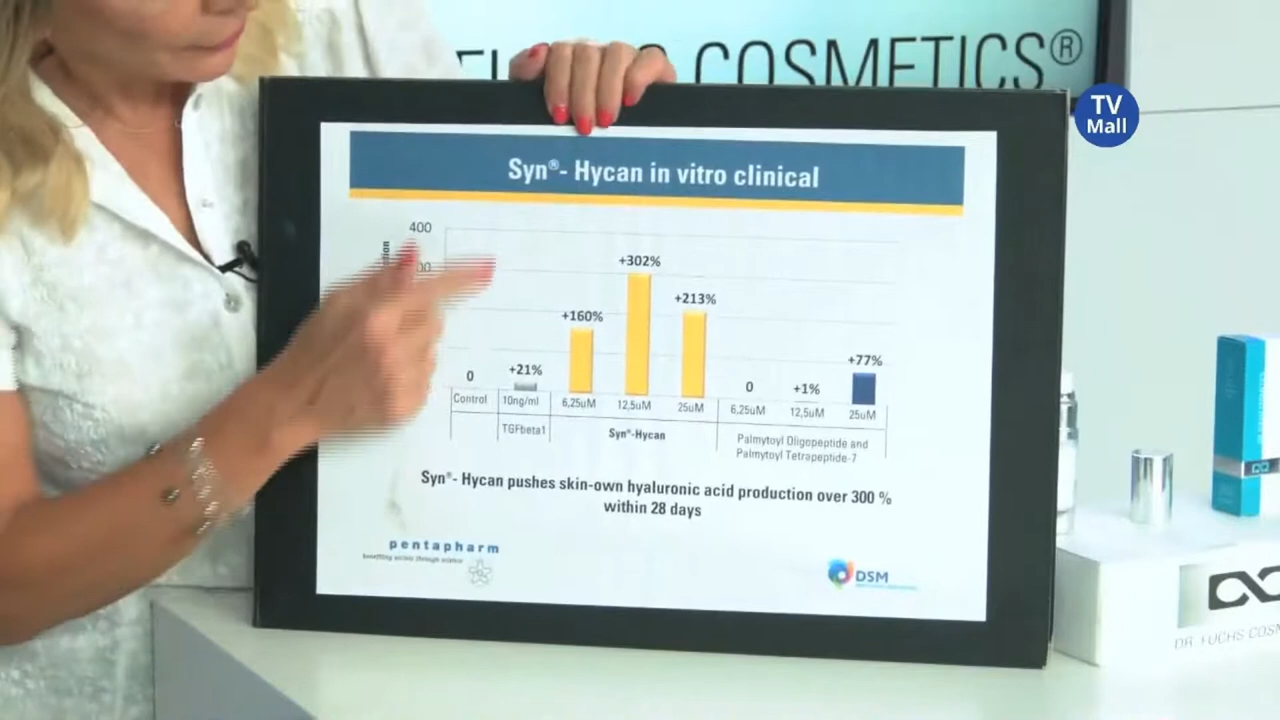 COSMETICS®
TV
Mall
Syn®- Hycan in vitro clinical
400
+302%
+213%
+160%
+77%
+21%
0
0
+1%
Control
10ng/ml
6,25uM
12,5uM
25uM
6,25uM
12,5uM
25uM
TGFbeta1
Syn®-Hycan
Palmytoyl Oligopeptide and
Palmytoyl Tetrapeptide-7
Syn®- Hycan pushes skin-own hyaluronic acid production over 300 %
within 28 days
pentapharm
DSM
DR. FUCHS